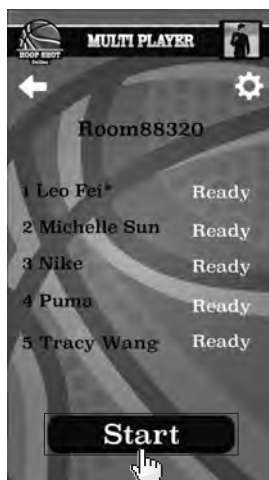 HOOP SHOT
Online
MULTI PLAYER
Room88320
1 Leo Fei* Ready
2 Michelle Sun Ready
3 Nike Ready
4 Puma Ready
5 Tracy Wang Ready
Start